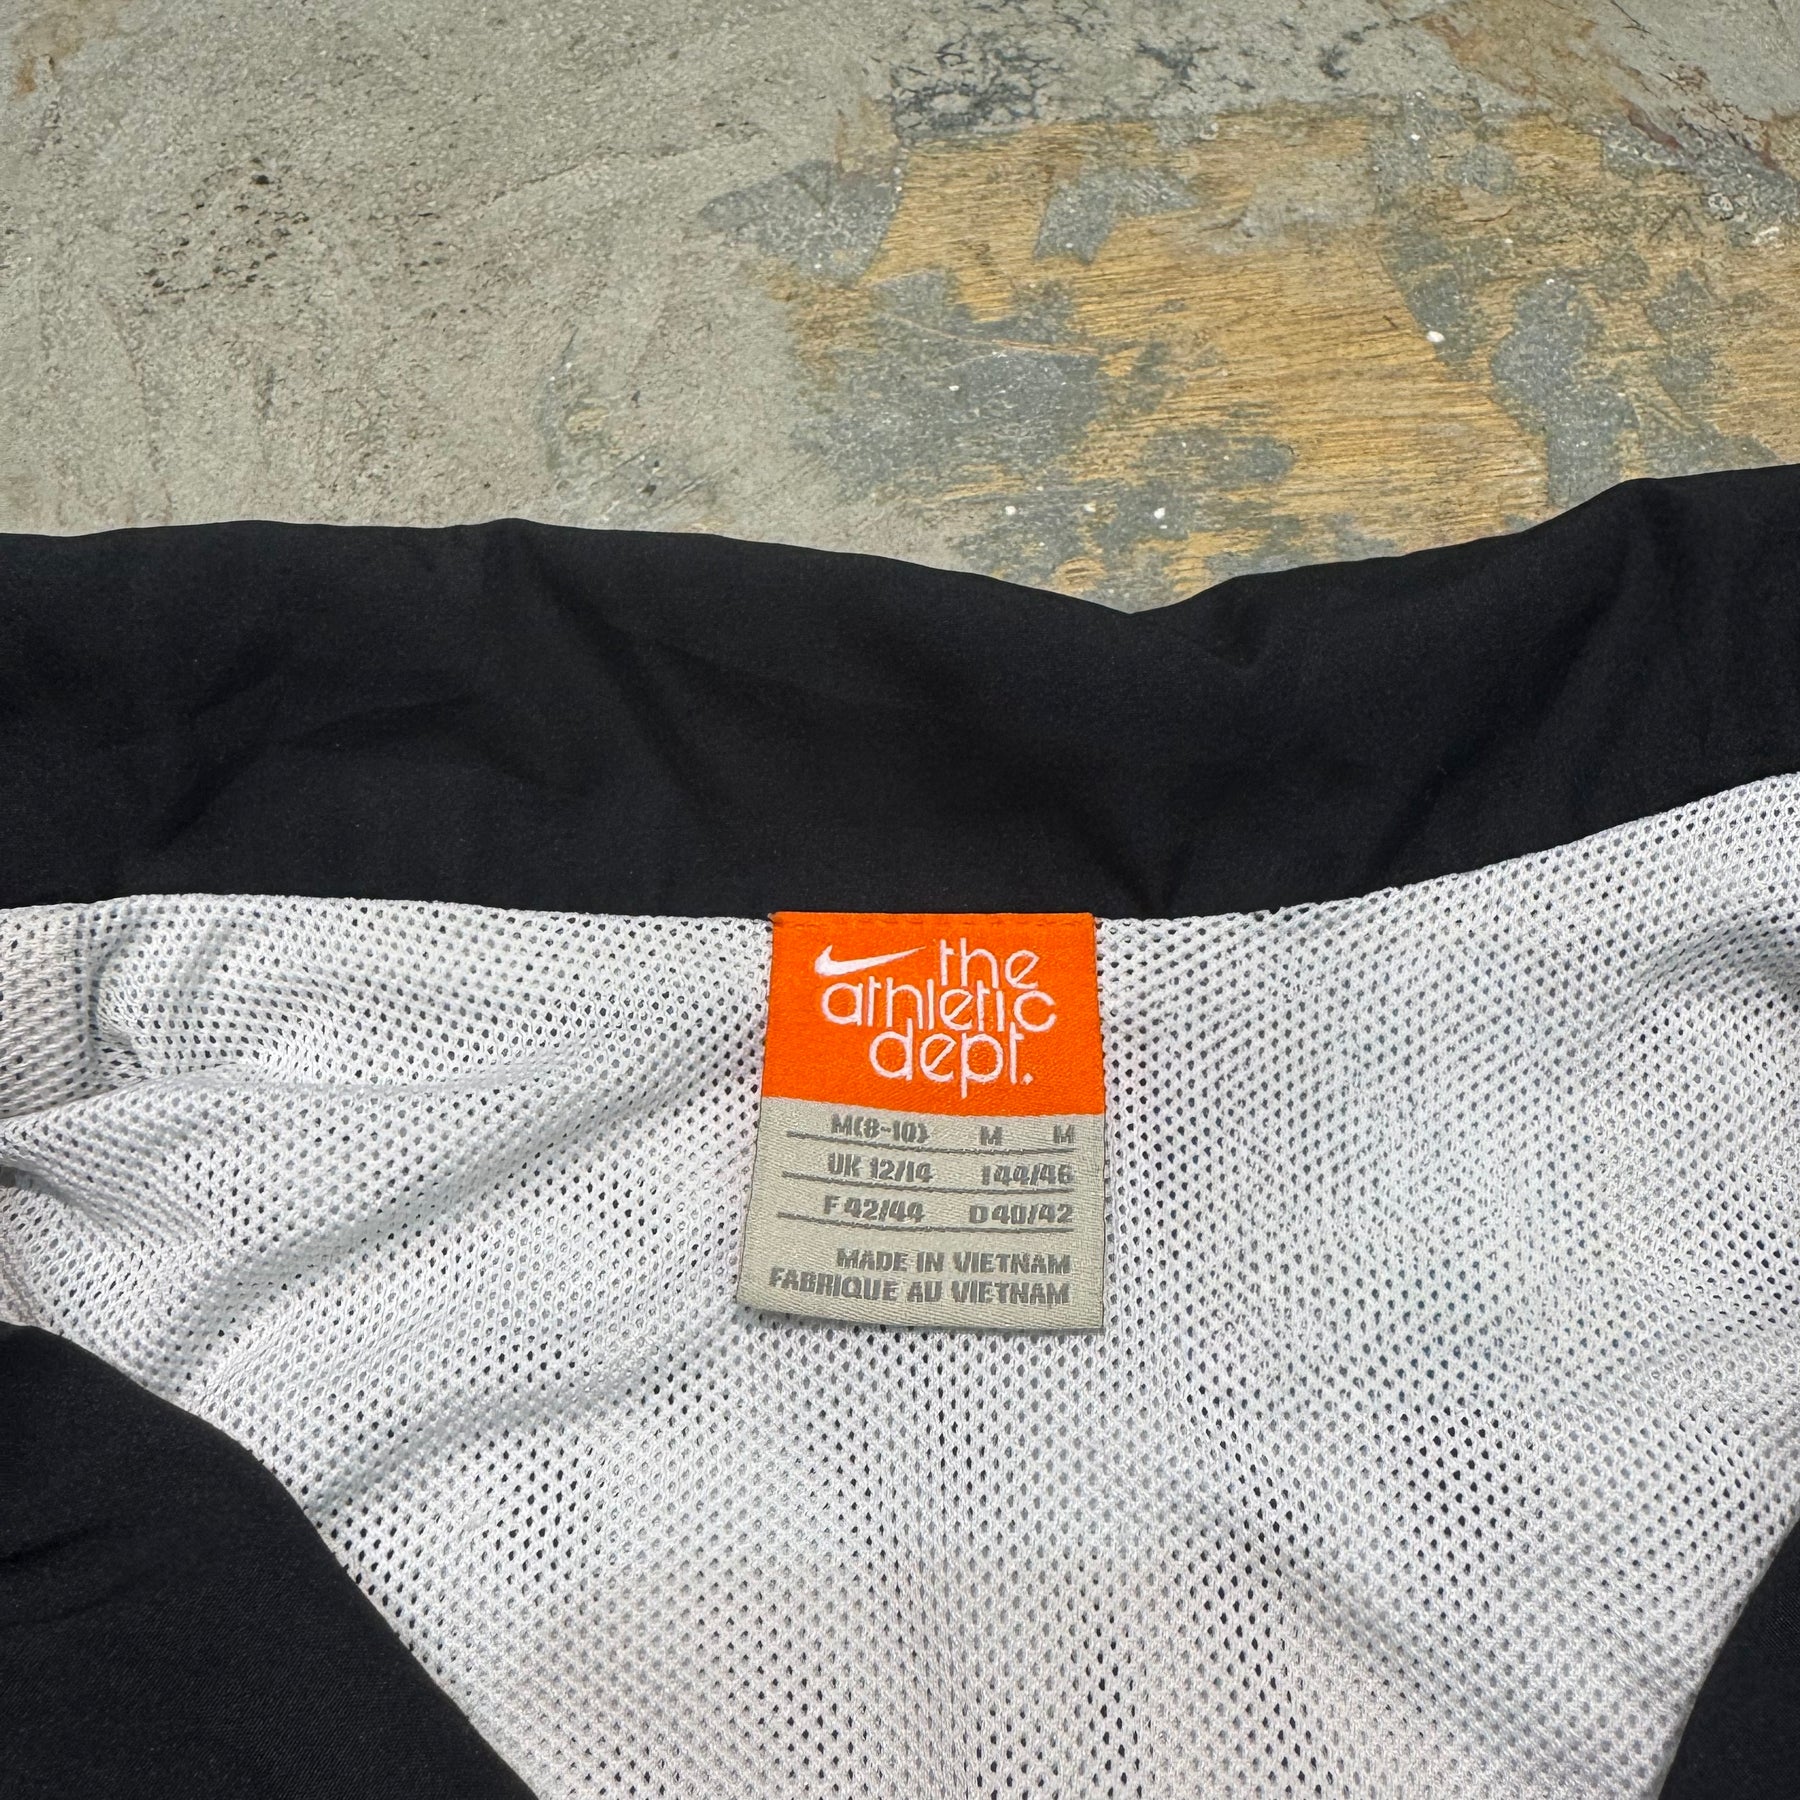 the
athletic
dept.
M(8-10) M M
UK 12/14 I 44/46
F 42/44 D 40/42
MADE IN VIETNAM
FABRIQUE AU VIETNAM